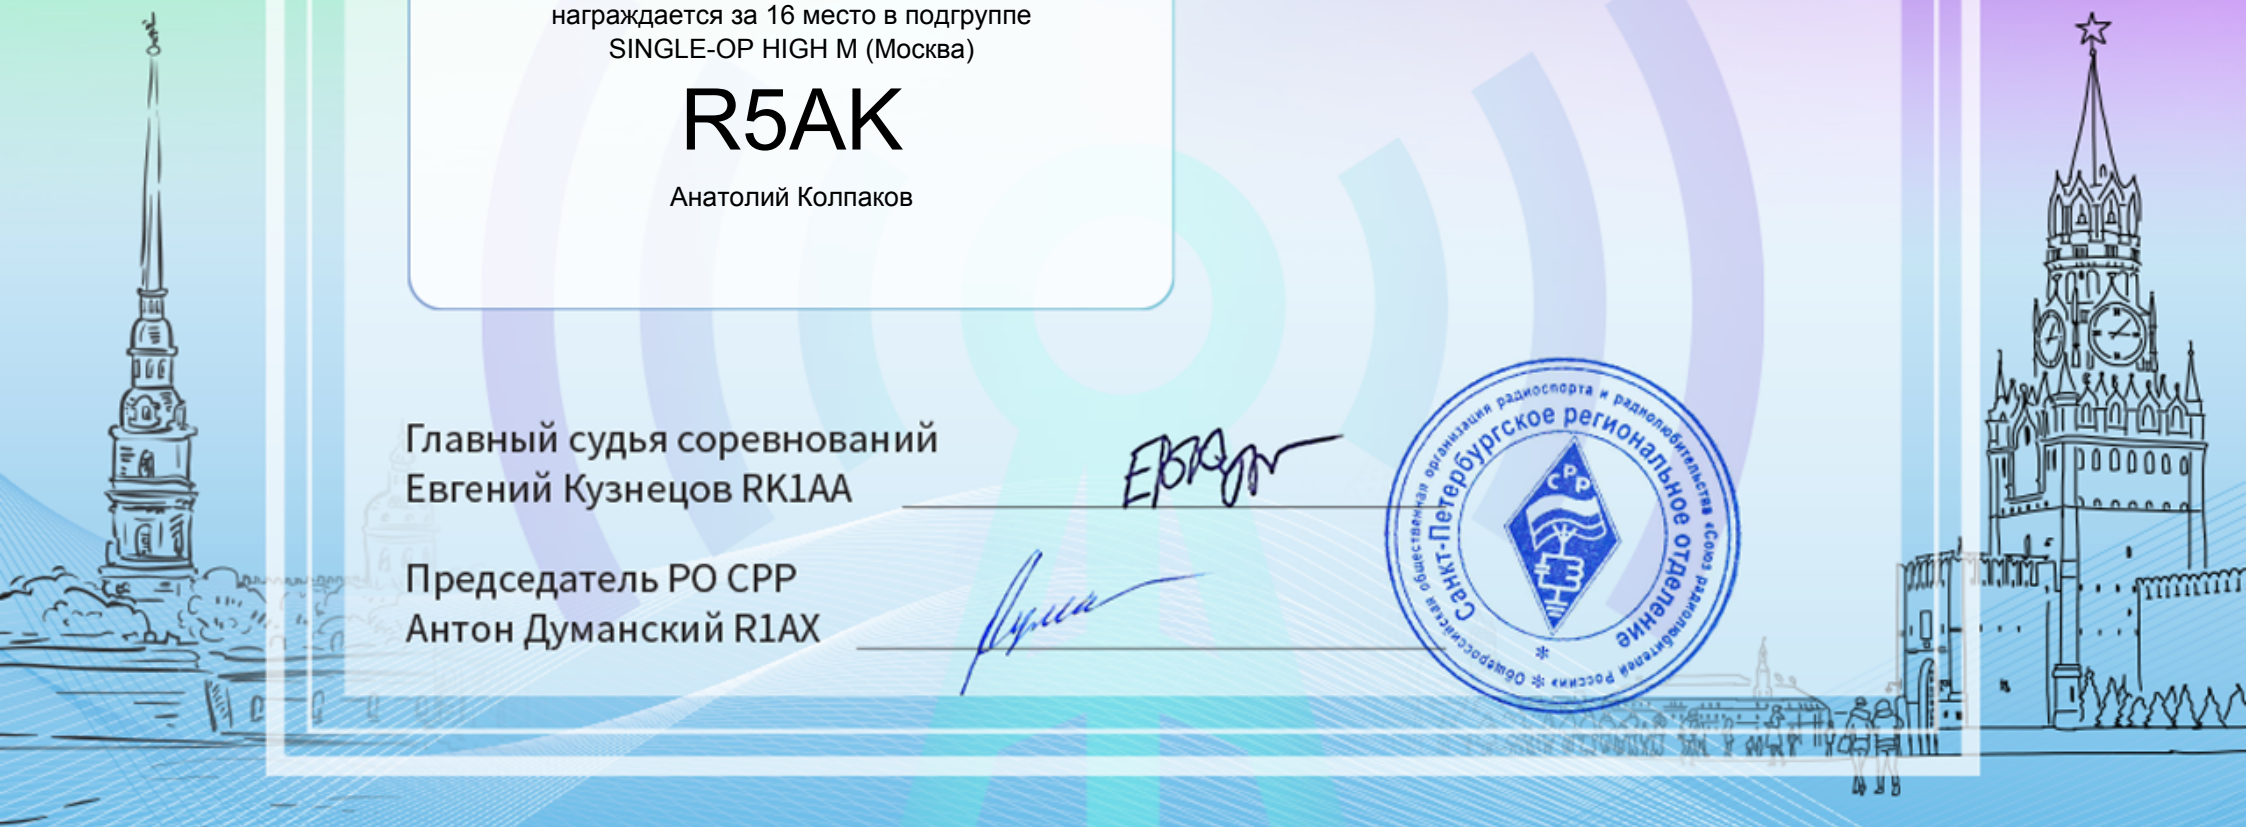 награждается за 16 место в подгруппе
SINGLE-OP HIGH M (Москва)
R5AK
Анатолий Колпаков
Главный судья соревнований
Евгений Кузнецов RK1AA
Председатель РО СРР
Антон Думанский R1AX
Общероссийская общественная организация радиоспорта и радиолюбительства «Союз радиолюбителей России»
Санкт-Петербургское региональное отделение
СРР